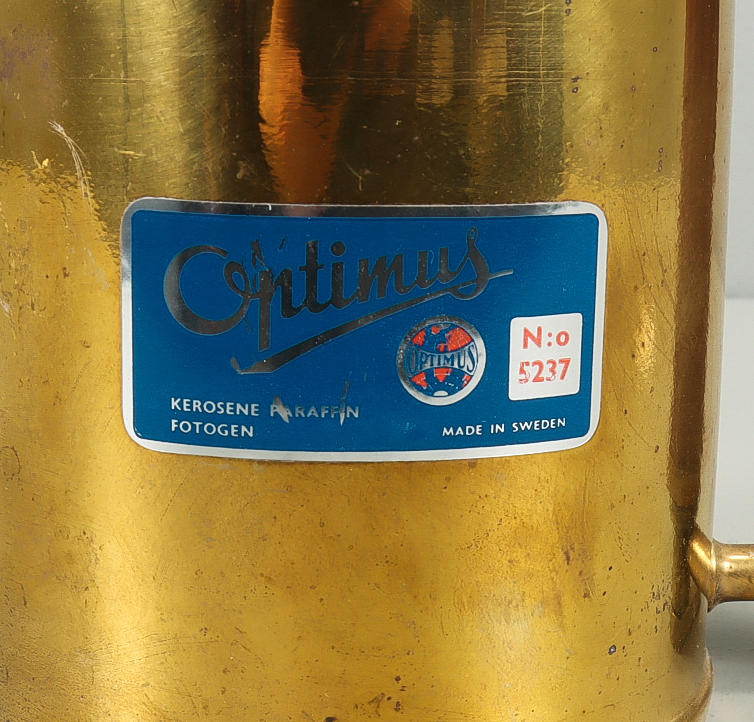 Optimus
OPTIMUS
N:o
5237
KEROSENE PARAFFIN
FOTOGEN
MADE IN SWEDEN